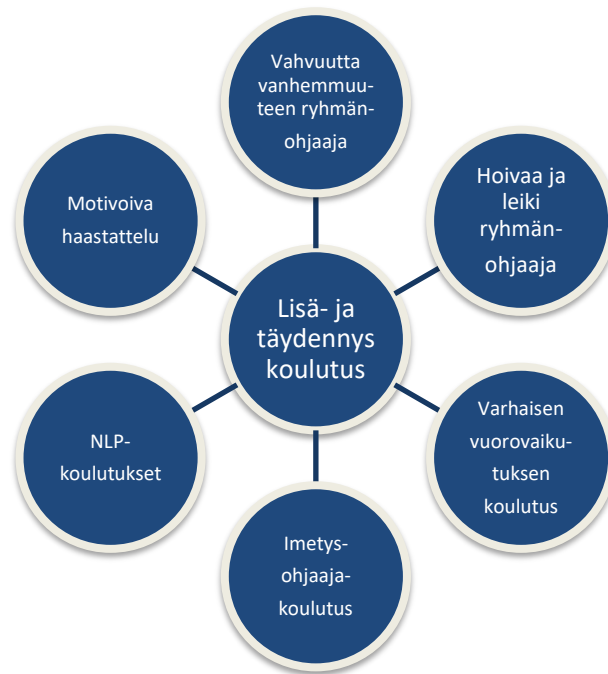 Vahvuutta
vanhemmuu-
teen ryhmän-
ohjaaja
Hoivaa ja
leiki
ryhmän-
ohjaaja
Motivoiva
haastattelu
Lisä- ja
täydennys
koulutus
Varhaisen
vuorovaiku-
tuksen
koulutus
NLP-
koulutukset
Imetys-
ohjaaja-
koulutus